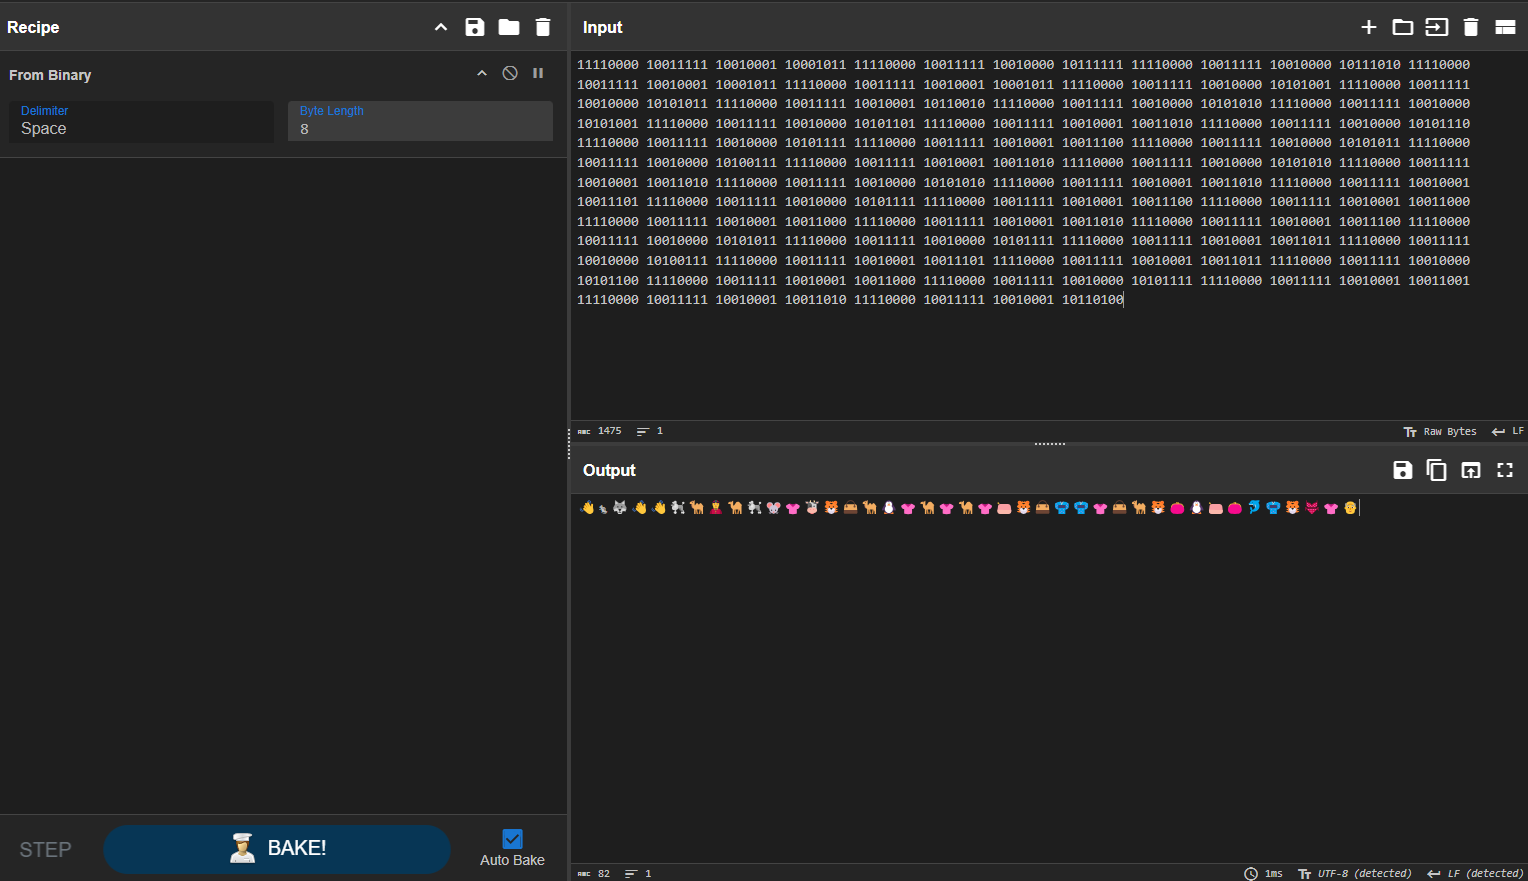 Recipe
From Binary
Delimiter
Space
Byte Length
8
STEP
BAKE!
Auto Bake
Input
11110000 10011111 10010001 10001011 11110000 10011111 10010000 10111111 11110000 10011111 10010000 10111010 11110000
10011111 10010001 10001011 11110000 10011111 10010001 10001011 11110000 10011111 10010000 10101001 11110000 10011111
10010000 10101011 11110000 10011111 10010001 10110010 11110000 10011111 10010000 10101010 11110000 10011111 10010000
10101001 11110000 10011111 10010000 10101101 11110000 10011111 10010001 10011010 11110000 10011111 10010000 10101110
11110000 10011111 10010000 10101111 11110000 10011111 10010001 10011100 11110000 10011111 10010000 10101011 11110000
10011111 10010000 10100111 11110000 10011111 10010001 10011010 11110000 10011111 10010000 10101010 11110000 10011111
10010001 10011010 11110000 10011111 10010000 10101010 11110000 10011111 10010001 10011010 11110000 10011111 10010001
10011101 11110000 10011111 10010000 10101111 11110000 10011111 10010001 10011100 11110000 10011111 10010001 10011000
11110000 10011111 10010001 10011000 11110000 10011111 10010001 10011010 11110000 10011111 10010001 10011100 11110000
10011111 10010000 10101011 11110000 10011111 10010000 10101111 11110000 10011111 10010001 10011011 11110000 10011111
10010000 10100111 11110000 10011111 10010001 10011101 11110000 10011111 10010001 10011011 11110000 10011111 10010000
10101100 11110000 10011111 10010001 10011000 11110000 10011111 10010000 10101111 11110000 10011111 10010001 10011001
11110000 10011111 10010001 10011010 11110000 10011111 10010001 10110100
ABC 1475 1 Tт Raw Bytes LF
Output
👋🐿🐺👋👋🐩🐫👲🐪🐩🐭👚🐮🐯👜🐫🐧👚🐪👚🐪👚👝🐯👜👘👘👚👜🐫🐯👛🐧👝👛🐬👘🐯👙👚👴
ABC 82 1 1ms Tт UTF-8 (detected) LF (detected)